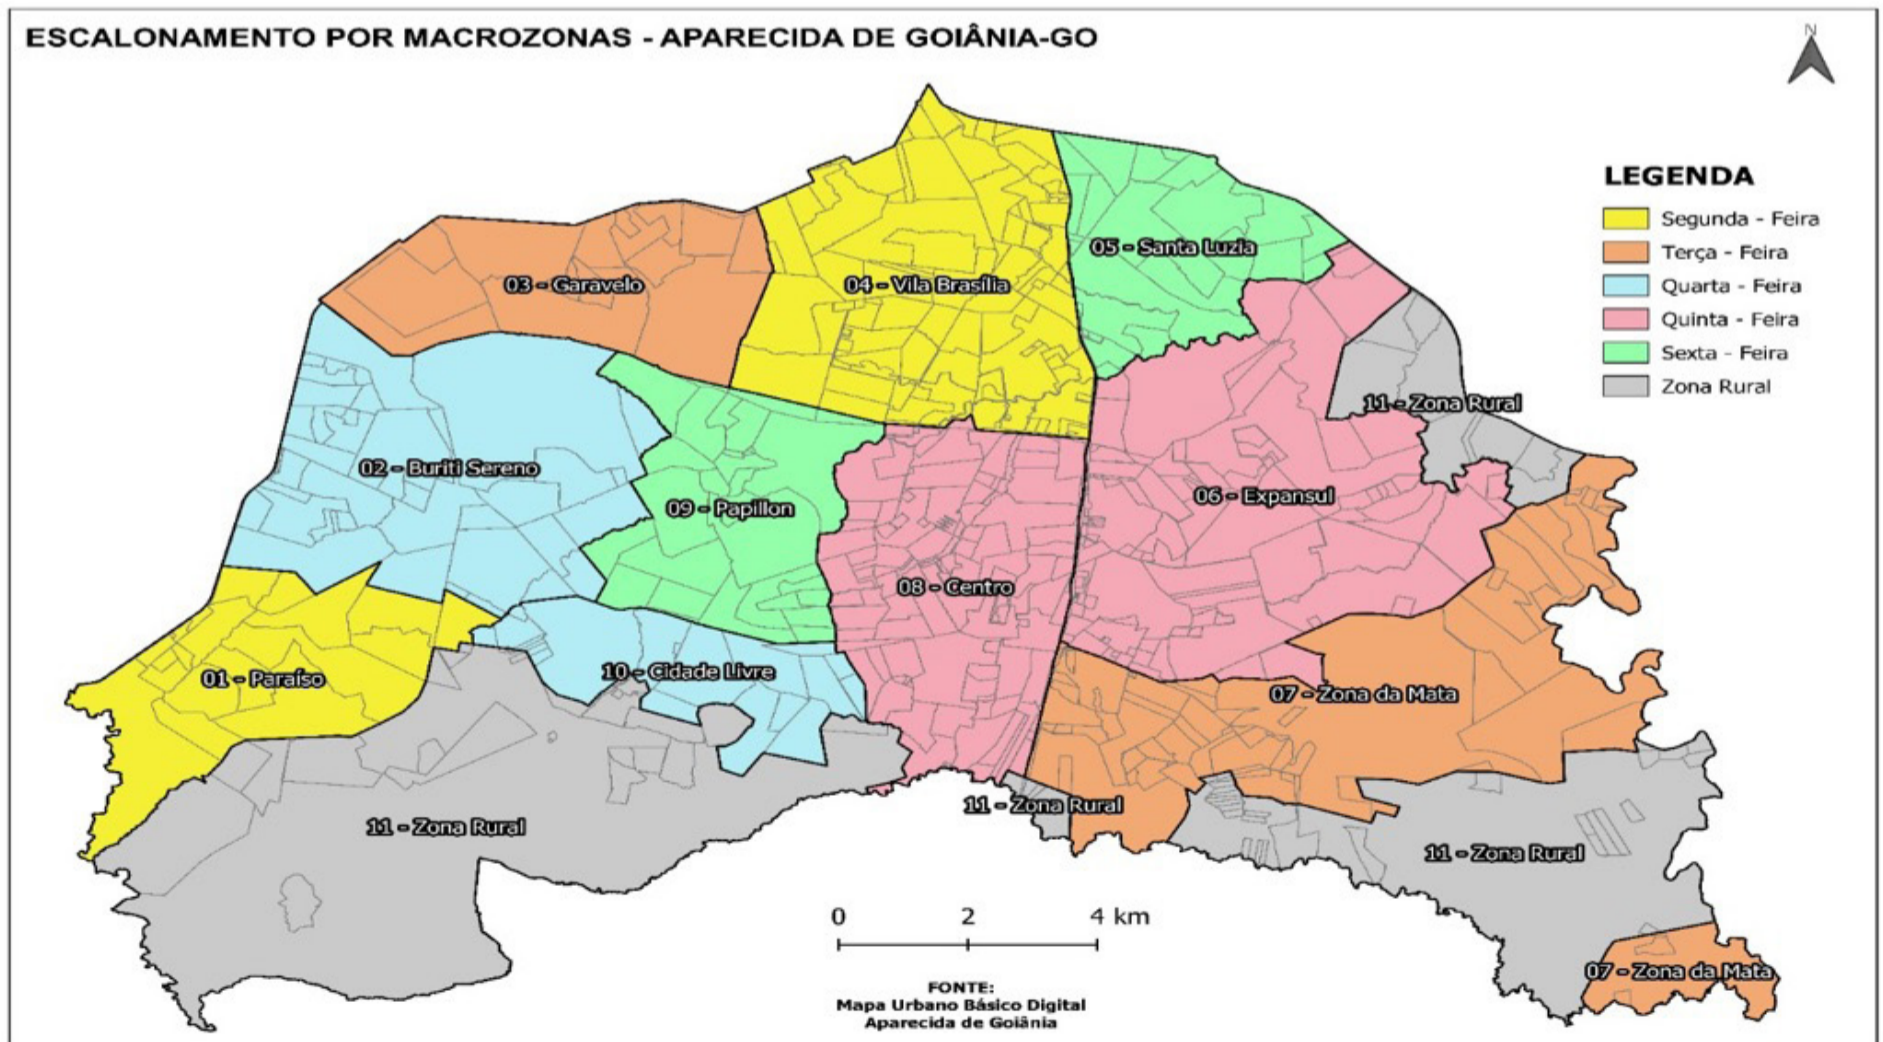 ESCALONAMENTO POR MACROZONAS - APARECIDA DE GOIÂNIA-GO
N
LEGENDA
Segunda - Feira
Terça - Feira
Quarta - Feira
Quinta - Feira
Sexta - Feira
Zona Rural
05 - Santa Luzia
03 - Garavelo
04 - Vila Brasília
11 - Zona Rural
02 - Buriti Sereno
06 - Expansul
09 - Papillon
08 - Centro
01 - Paraíso
10 - Cidade Livre
07 - Zona da Mata
11 - Zona Rural
11 - Zona Rural
11 - Zona Rural
07 - Zona da Mata
0 2 4 km
FONTE:
Mapa Urbano Básico Digital
Aparecida de Goiânia